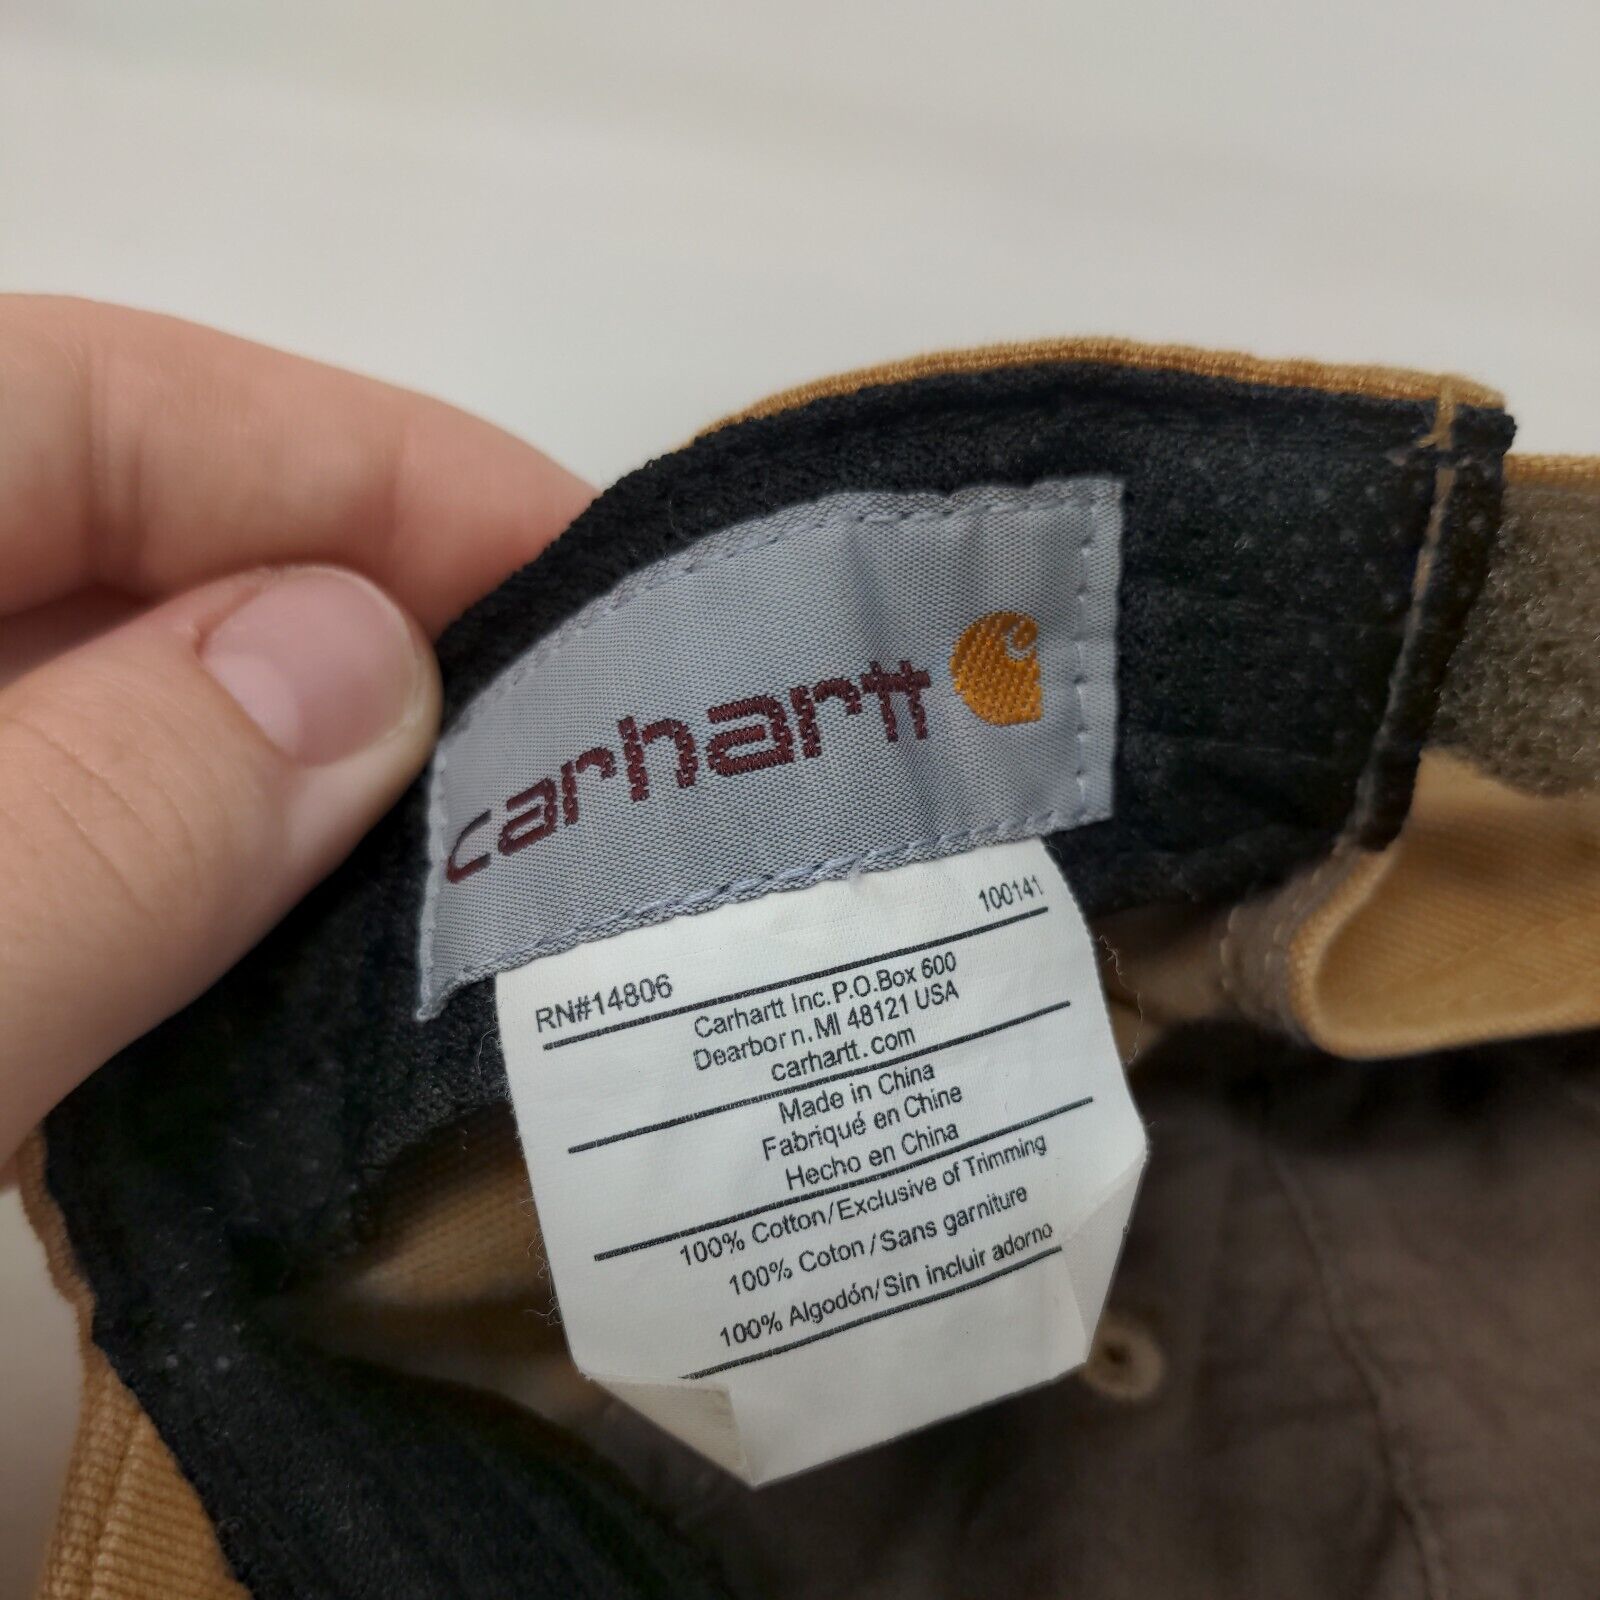 carhartt
RN#14806 100141
Carhartt Inc. P.O.Box 600
Dearborn. MI 48121 USA
carhartt.com
Made in China
Fabriqué en Chine
Hecho en China
100% Cotton/Exclusive of Trimming
100% Coton/Sans garniture
100% Algodón/Sin incluir adorno